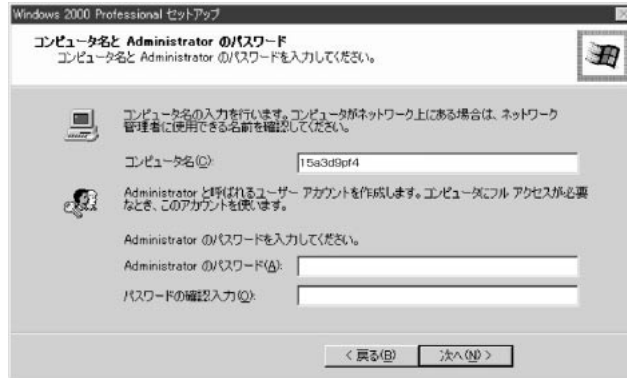 Windows 2000 Professional セットアップ
コンピュータ名と Administrator のパスワード
コンピュータ名と Administrator のパスワードを入力してください。
コンピュータ名の入力を行います。コンピュータがネットワーク上にある場合は、ネットワーク
管理者に使用できる名前を確認してください。
コンピュータ名(C):
15a3d9pf4
Administrator と呼ばれるユーザー アカウントを作成します。コンピュータにフル アクセスが必要
なとき、このアカウントを使います。
Administrator のパスワードを入力してください。
Administrator のパスワード(A):
パスワードの確認入力(O):
< 戻る(B)
次へ(N) >